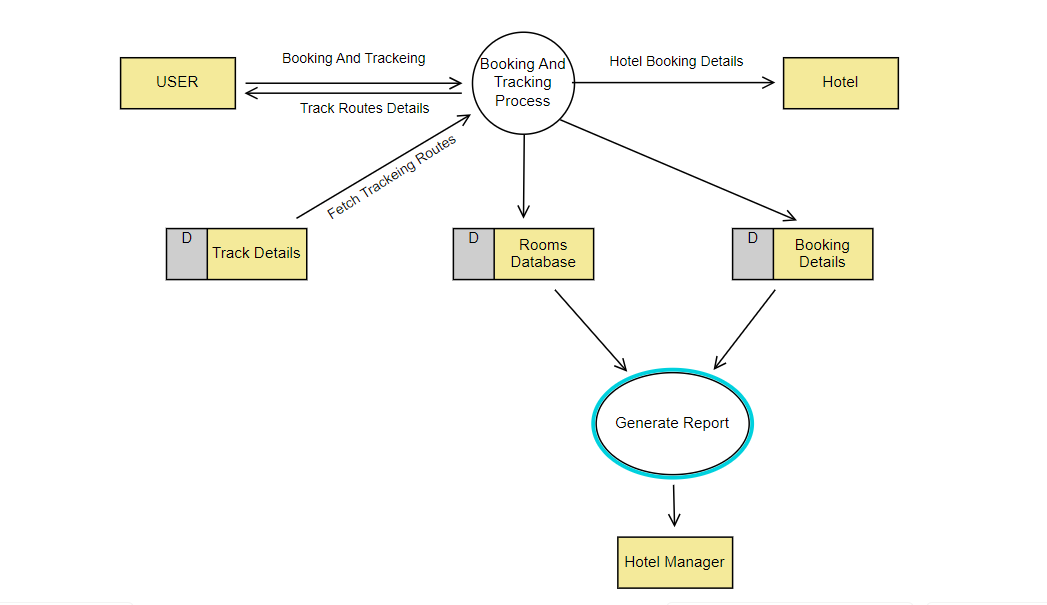 Booking And Trackeing
USER
Track Routes Details
Booking And
Tracking
Process
Hotel Booking Details
Hotel
Fetch Trackeing Routes
D
Track Details
D
Rooms
Database
D
Booking
Details
Generate Report
Hotel Manager